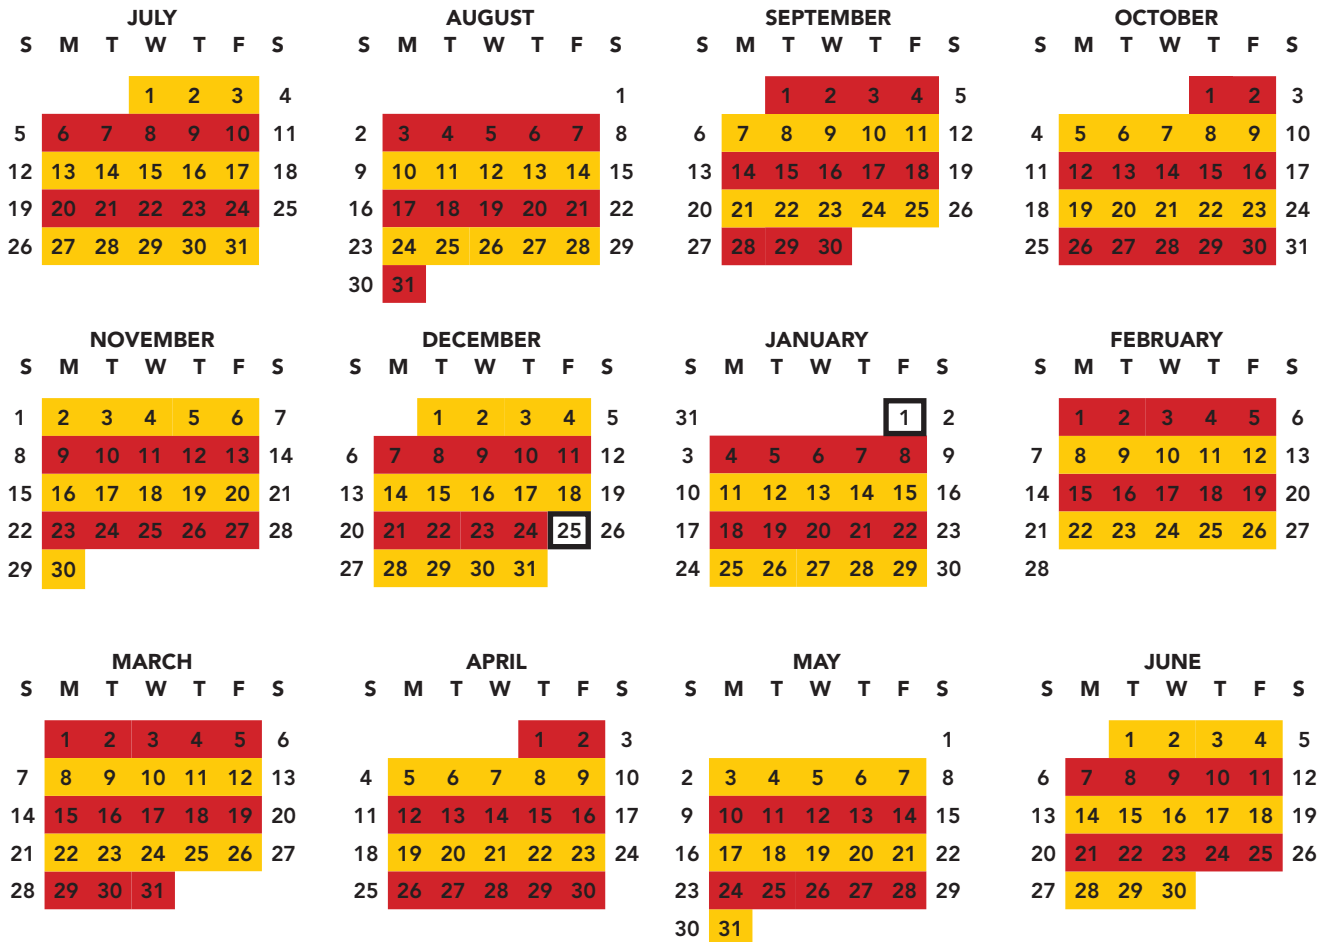 JULY AUGUST SEPTEMBER OCTOBER
S M T W T F S S M T W T F S S M T W T F S S M T W T F S
1 2 3 4 1 1 2 3 4 5 1 2 3
5 6 7 8 9 10 11 2 3 4 5 6 7 8 6 7 8 9 10 11 12 4 5 6 7 8 9 10
12 13 14 15 16 17 18 9 10 11 12 13 14 15 13 14 15 16 17 18 19 11 12 13 14 15 16 17
19 20 21 22 23 24 25 16 17 18 19 20 21 22 20 21 22 23 24 25 26 18 19 20 21 22 23 24
26 27 28 29 30 31 23 24 25 26 27 28 29 27 28 29 30 25 26 27 28 29 30 31
30 31
NOVEMBER DECEMBER JANUARY FEBRUARY
S M T W T F S S M T W T F S S M T W T F S S M T W T F S
1 2 3 4 5 6 7 1 2 3 4 5 31 1 2 1 2 3 4 5 6
8 9 10 11 12 13 14 6 7 8 9 10 11 12 3 4 5 6 7 8 9 7 8 9 10 11 12 13
15 16 17 18 19 20 21 13 14 15 16 17 18 19 10 11 12 13 14 15 16 14 15 16 17 18 19 20
22 23 24 25 26 27 28 20 21 22 23 24 25 26 17 18 19 20 21 22 23 21 22 23 24 25 26 27
29 30 27 28 29 30 31 24 25 26 27 28 29 30 28
MARCH APRIL MAY JUNE
S M T W T F S S M T W T F S S M T W T F S S M T W T F S
1 2 3 4 5 6 1 2 3 1 1 2 3 4 5
7 8 9 10 11 12 13 4 5 6 7 8 9 10 2 3 4 5 6 7 8 6 7 8 9 10 11 12
14 15 16 17 18 19 20 11 12 13 14 15 16 17 9 10 11 12 13 14 15 13 14 15 16 17 18 19
21 22 23 24 25 26 27 18 19 20 21 22 23 24 16 17 18 19 20 21 22 20 21 22 23 24 25 26
28 29 30 31 25 26 27 28 29 30 23 24 25 26 27 28 29 27 28 29 30
30 31